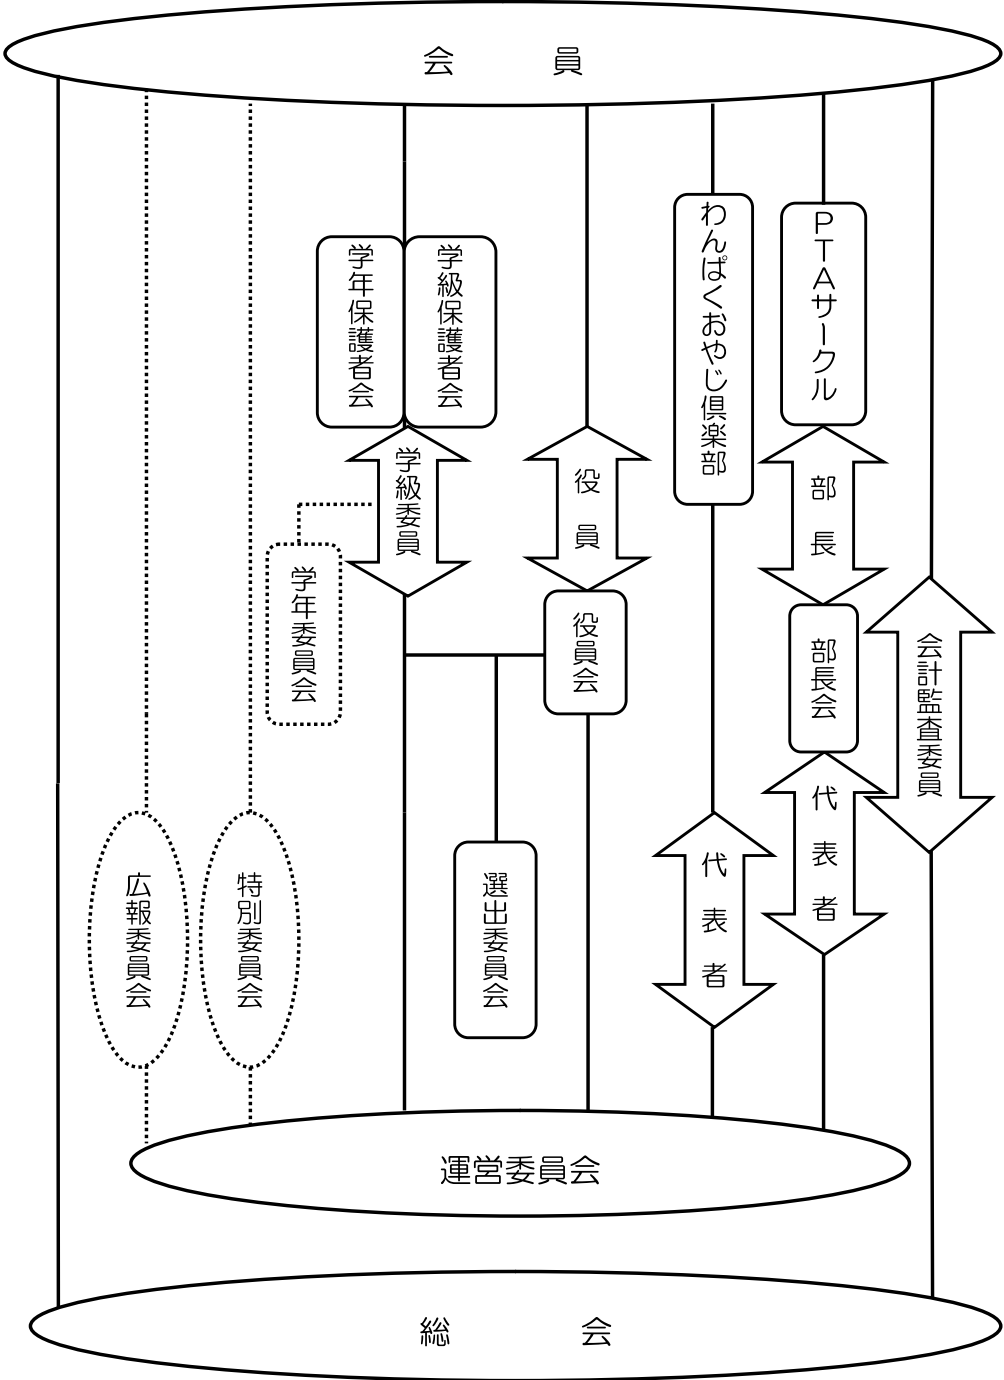 会員
学年保護者会
学級保護者会
わんぱくおやじ倶楽部
PTAサークル
学級委員
役員
部長
学年委員会
役員会
部長会
会計監査委員
代表者
代表者
広報委員会
特別委員会
選出委員会
運営委員会
総会